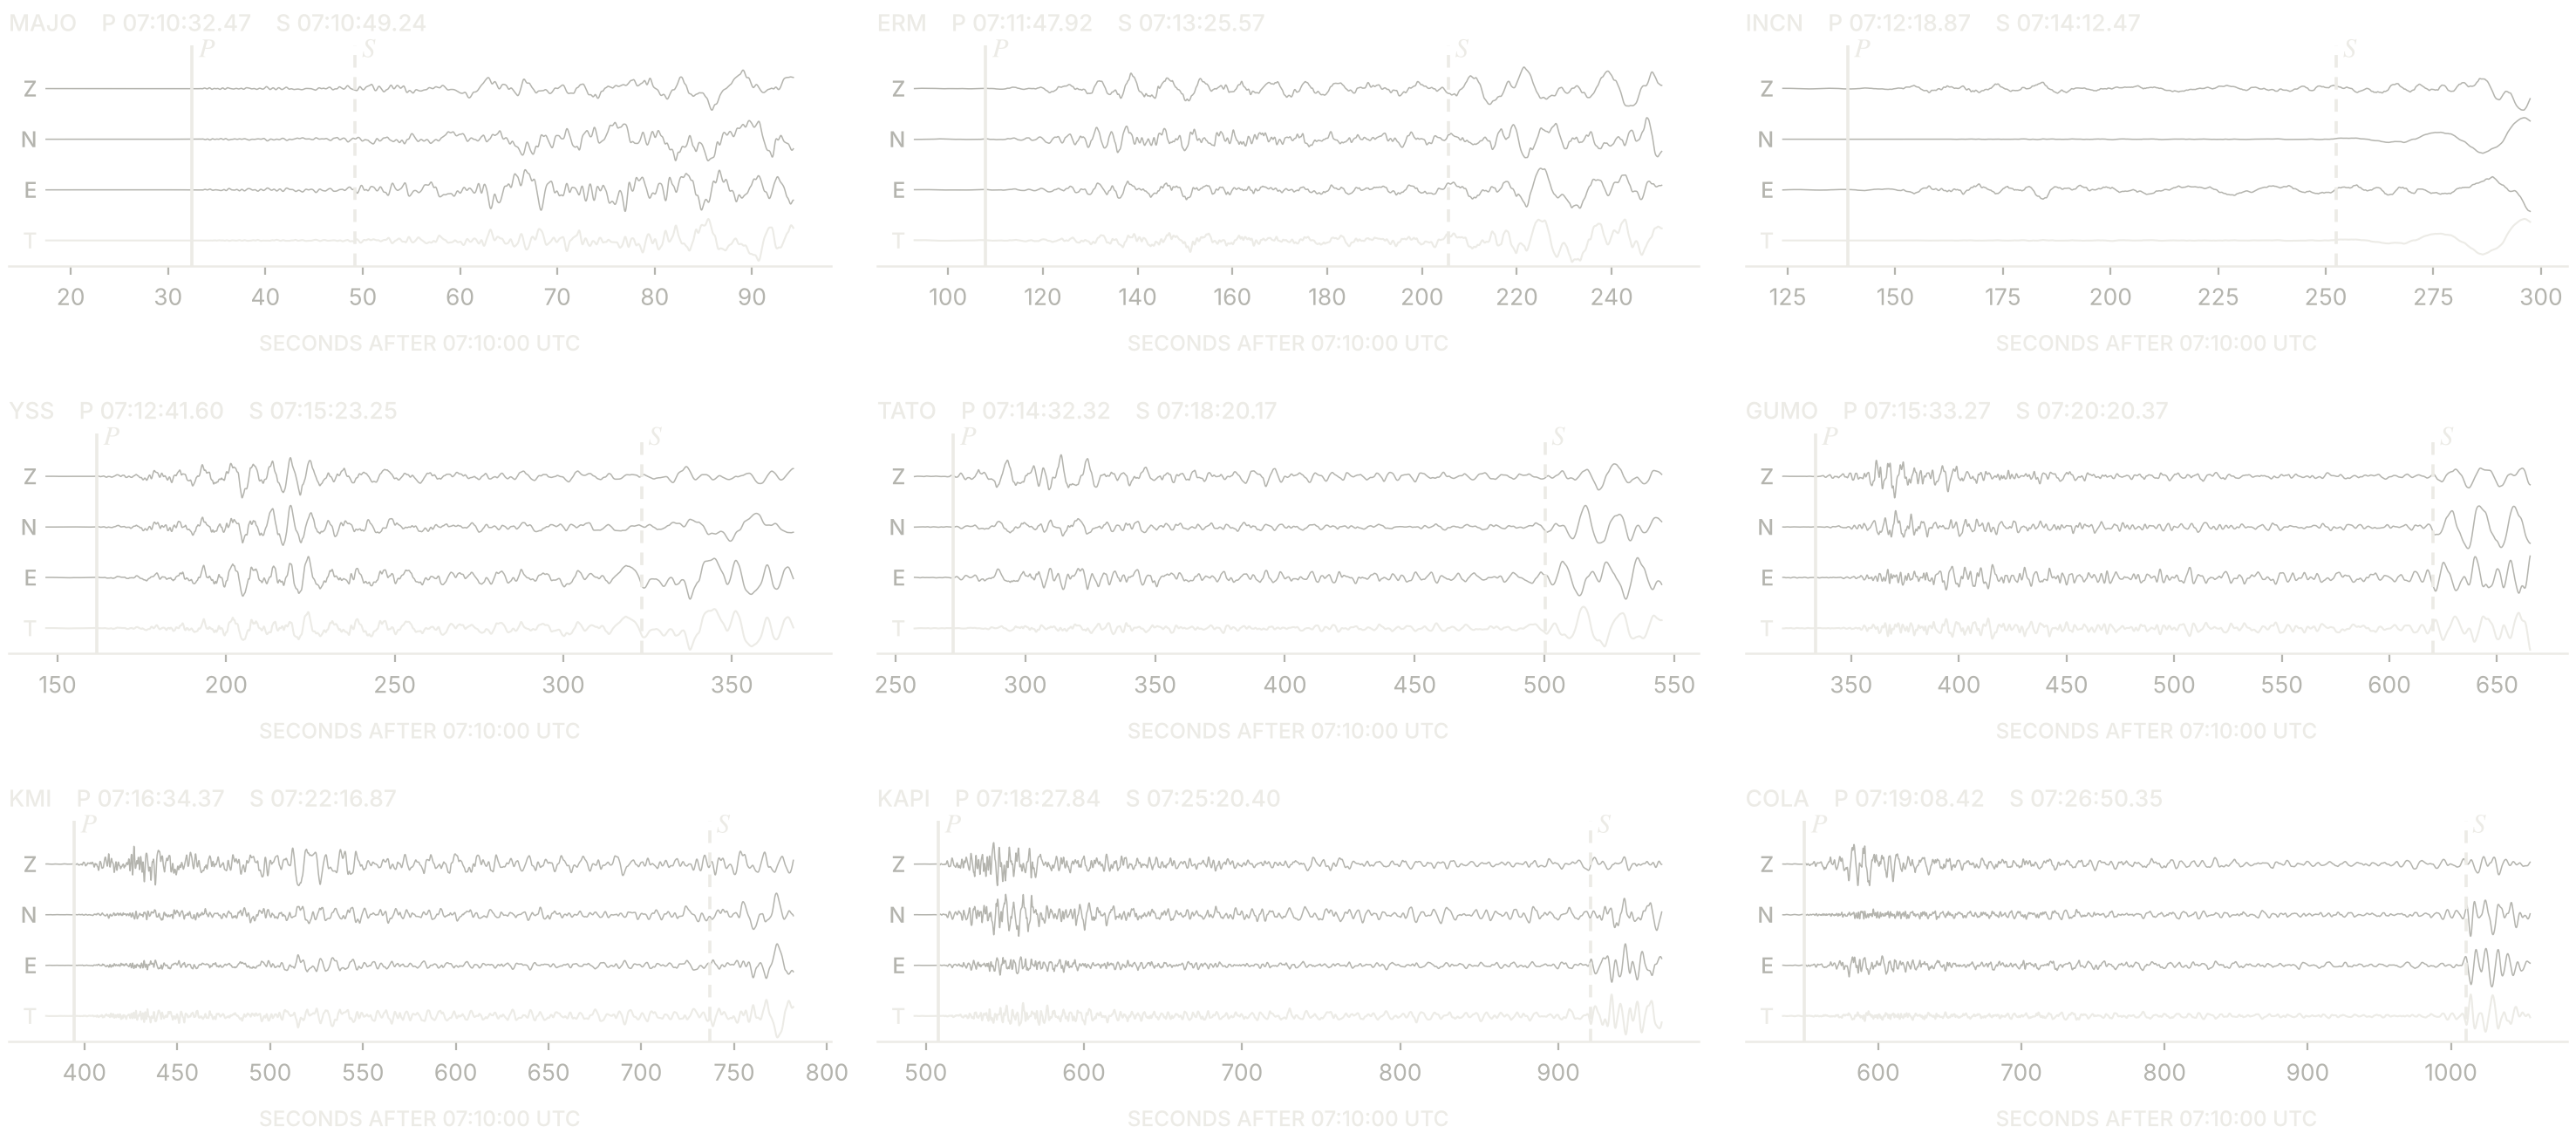 MAJO P 07:10:32.47 S 07:10:49.24
P S
Z
N
E
T
20 30 40 50 60 70 80 90
SECONDS AFTER 07:10:00 UTC
ERM P 07:11:47.92 S 07:13:25.57
P S
Z
N
E
T
100 120 140 160 180 200 220 240
SECONDS AFTER 07:10:00 UTC
INCN P 07:12:18.87 S 07:14:12.47
P S
Z
N
E
T
125 150 175 200 225 250 275 300
SECONDS AFTER 07:10:00 UTC
YSS P 07:12:41.60 S 07:15:23.25
P S
Z
N
E
T
150 200 250 300 350
SECONDS AFTER 07:10:00 UTC
TATO P 07:14:32.32 S 07:18:20.17
P S
Z
N
E
T
250 300 350 400 450 500 550
SECONDS AFTER 07:10:00 UTC
GUMO P 07:15:33.27 S 07:20:20.37
P S
Z
N
E
T
350 400 450 500 550 600 650
SECONDS AFTER 07:10:00 UTC
KMI P 07:16:34.37 S 07:22:16.87
P S
Z
N
E
T
400 450 500 550 600 650 700 750 800
SECONDS AFTER 07:10:00 UTC
KAPI P 07:18:27.84 S 07:25:20.40
P S
Z
N
E
T
500 600 700 800 900
SECONDS AFTER 07:10:00 UTC
COLA P 07:19:08.42 S 07:26:50.35
P S
Z
N
E
T
600 700 800 900 1000
SECONDS AFTER 07:10:00 UTC